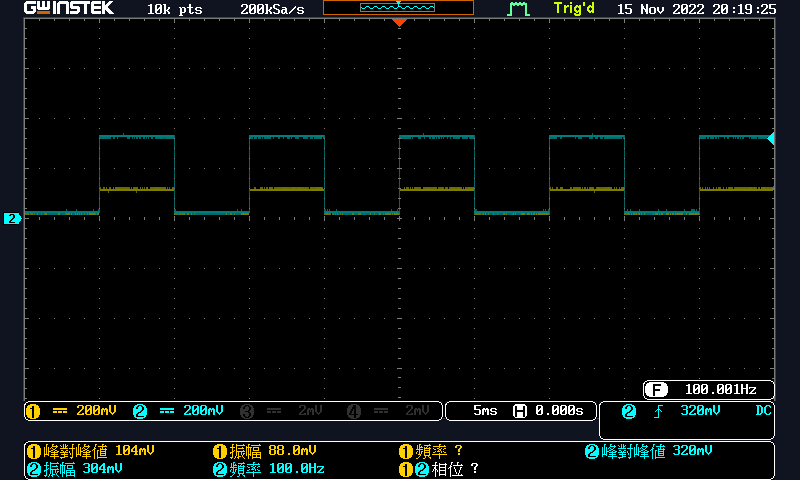 GWINSTEK 10k pts 200kSa/s Trig'd 15 Nov 2022 20:19:25
2
F 100.001Hz
1 200mV 2 200mV 3 2mV 4 2mV 5ms H 0.000s 2 320mV DC
1峰對峰值 104mV 1振幅 88.0mV 1頻率 ? 2峰對峰值 320mV
2振幅 304mV 2頻率 100.0Hz 12相位 ?